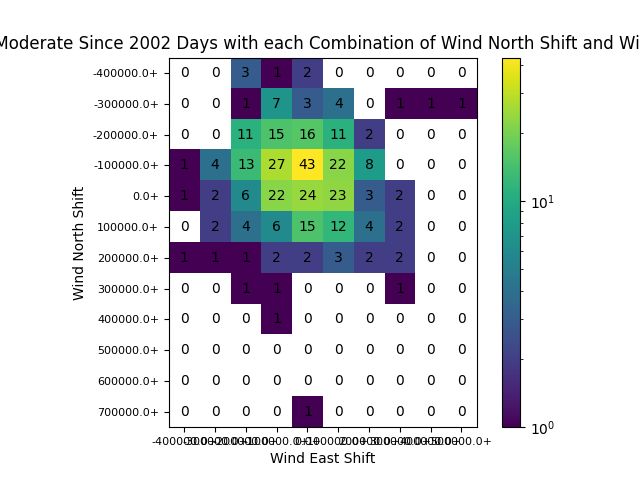 Moderate Since 2002 Days with each Combination of Wind North Shift and Wi
-400000.0+ 0 0 3 1 2 0 0 0 0 0
-300000.0+ 0 0 1 7 3 4 0 1 1 1
-200000.0+ 0 0 11 15 16 11 2 0 0 0
-100000.0+ 1 4 13 27 43 22 8 0 0 0
0.0+ 1 2 6 22 24 23 3 2 0 0
100000.0+ 0 2 4 6 15 12 4 2 0 0
200000.0+ 1 1 1 2 2 3 2 2 0 0
300000.0+ 0 0 1 1 0 0 0 1 0 0
400000.0+ 0 0 0 1 0 0 0 0 0 0
500000.0+ 0 0 0 0 0 0 0 0 0 0
600000.0+ 0 0 0 0 0 0 0 0 0 0
700000.0+ 0 0 0 0 1 0 0 0 0 0
Wind North Shift
Wind East Shift
10¹
10⁰